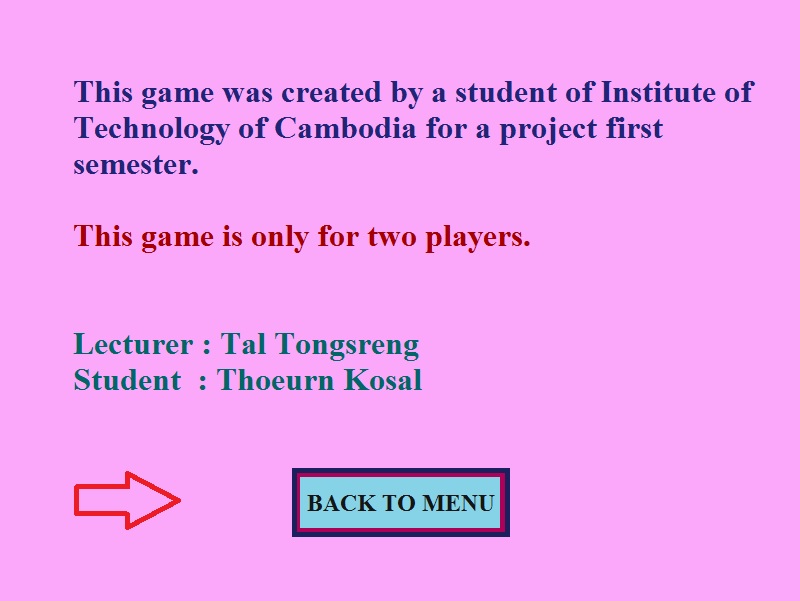 This game was created by a student of Institute of
Technology of Cambodia for a project first
semester.
This game is only for two players.
Lecturer : Tal Tongsreng
Student : Thoeurn Kosal
BACK TO MENU